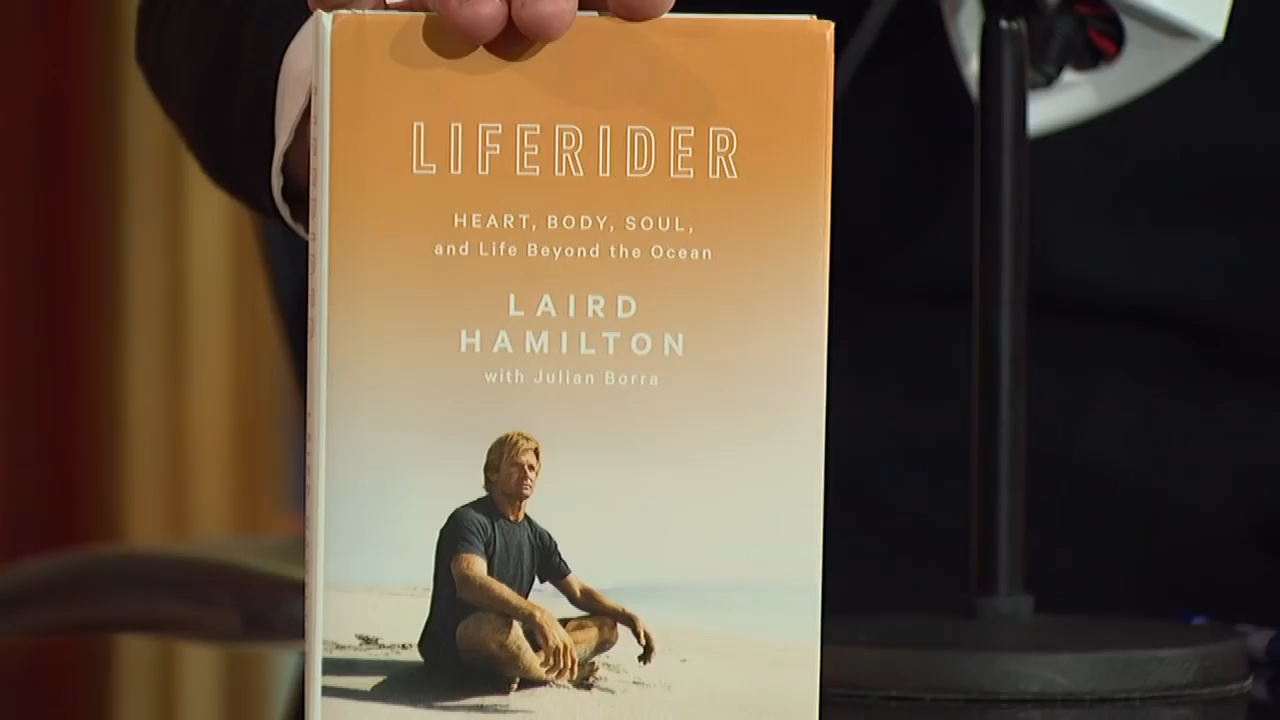 LIFERIDER
HEART, BODY, SOUL,
and Life Beyond the Ocean
LAIRD
HAMILTON
with Julian Borra